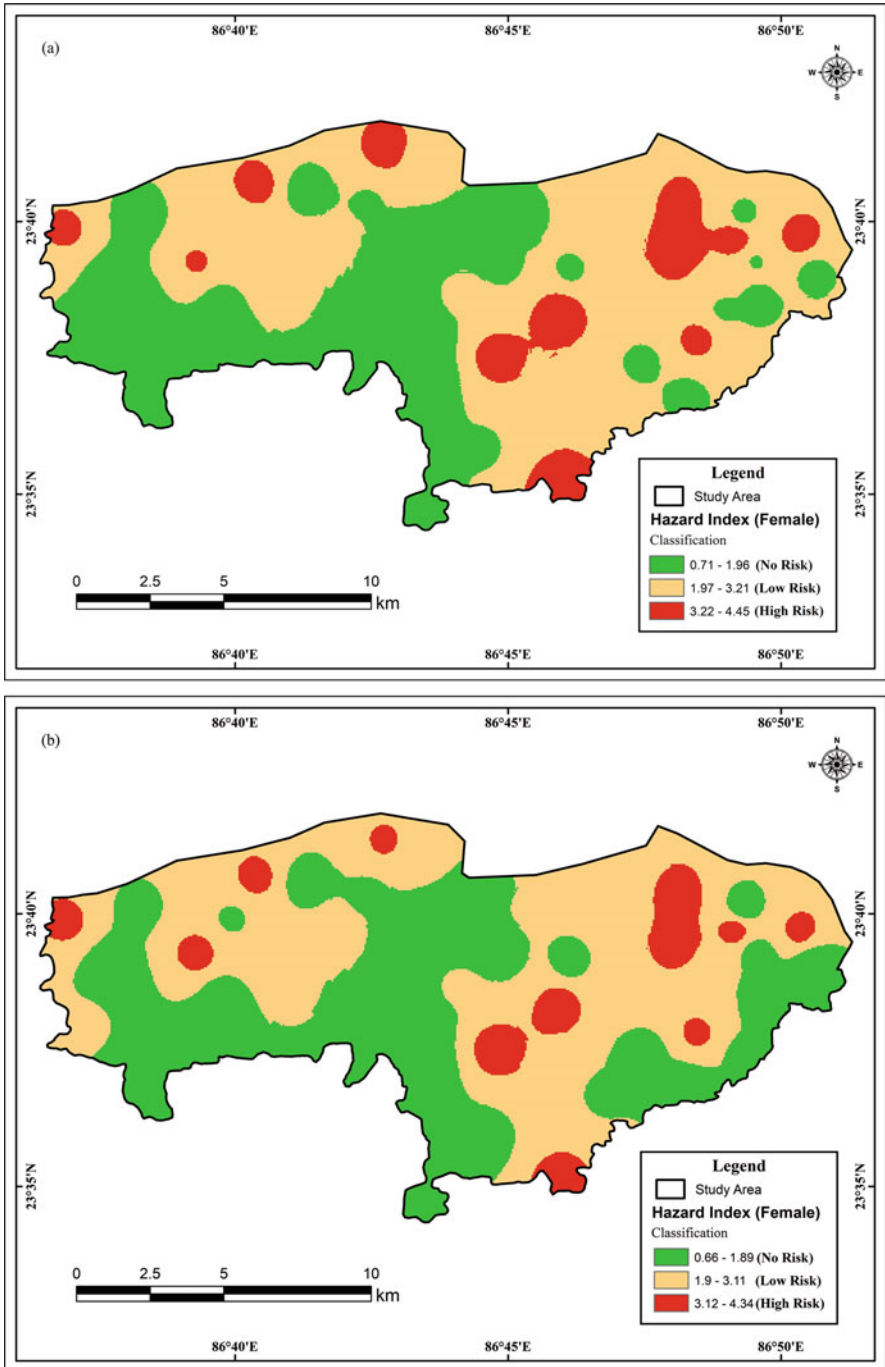 86°40'E 86°45'E 86°50'E
(a)
N
W E
S
23°40'N 23°40'N
23°35'N 23°35'N
Legend
Study Area
Hazard Index (Female)
Classification
0.71 - 1.96 (No Risk)
1.97 - 3.21 (Low Risk)
3.22 - 4.45 (High Risk)
0 2.5 5 10
km
86°40'E 86°45'E 86°50'E
86°40'E 86°45'E 86°50'E
(b)
N
W E
S
23°40'N 23°40'N
23°35'N 23°35'N
Legend
Study Area
Hazard Index (Female)
Classification
0.66 - 1.89 (No Risk)
1.9 - 3.11 (Low Risk)
3.12 - 4.34 (High Risk)
0 2.5 5 10
km
86°40'E 86°45'E 86°50'E